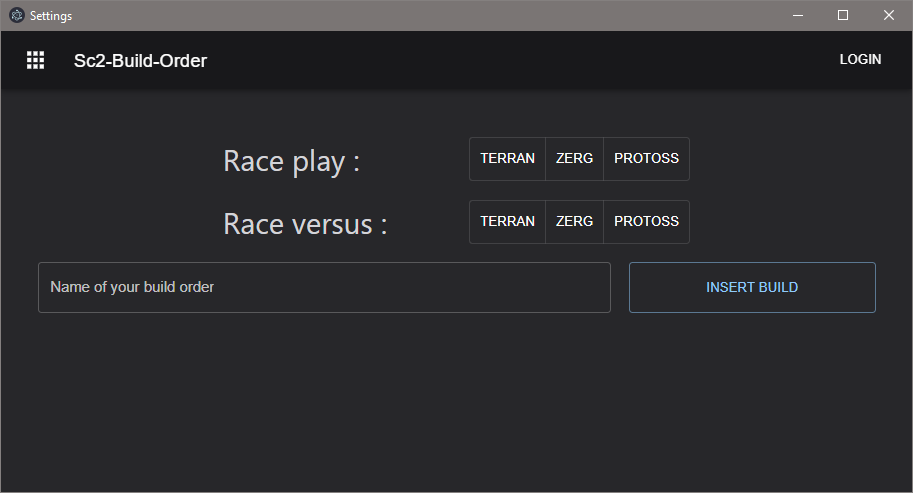 Settings
Sc2-Build-Order LOGIN
Race play : TERRAN ZERG PROTOSS
Race versus : TERRAN ZERG PROTOSS
Name of your build order INSERT BUILD